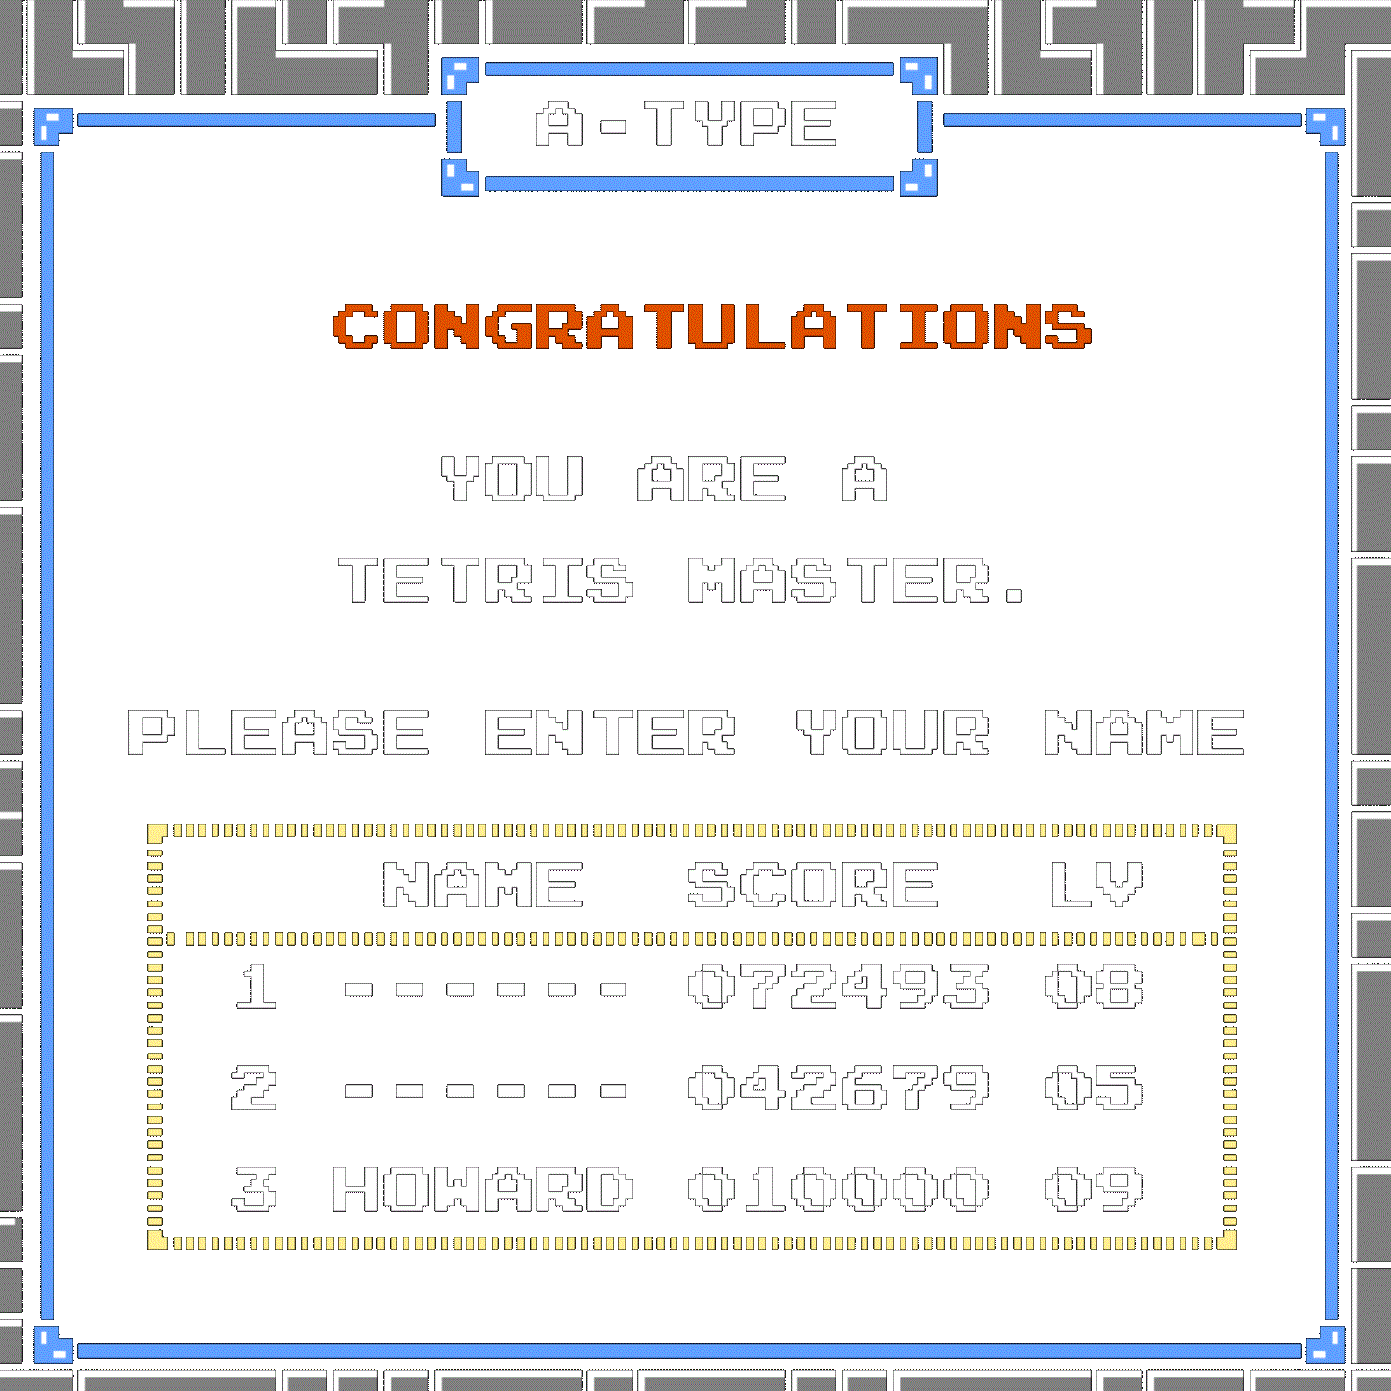 A-TYPE
CONGRATULATIONS
YOU ARE A
TETRIS MASTER.
PLEASE ENTER YOUR NAME
NAME SCORE LV
1 ------ 072493 08
2 ------ 042679 05
3 HOWARD 010000 09